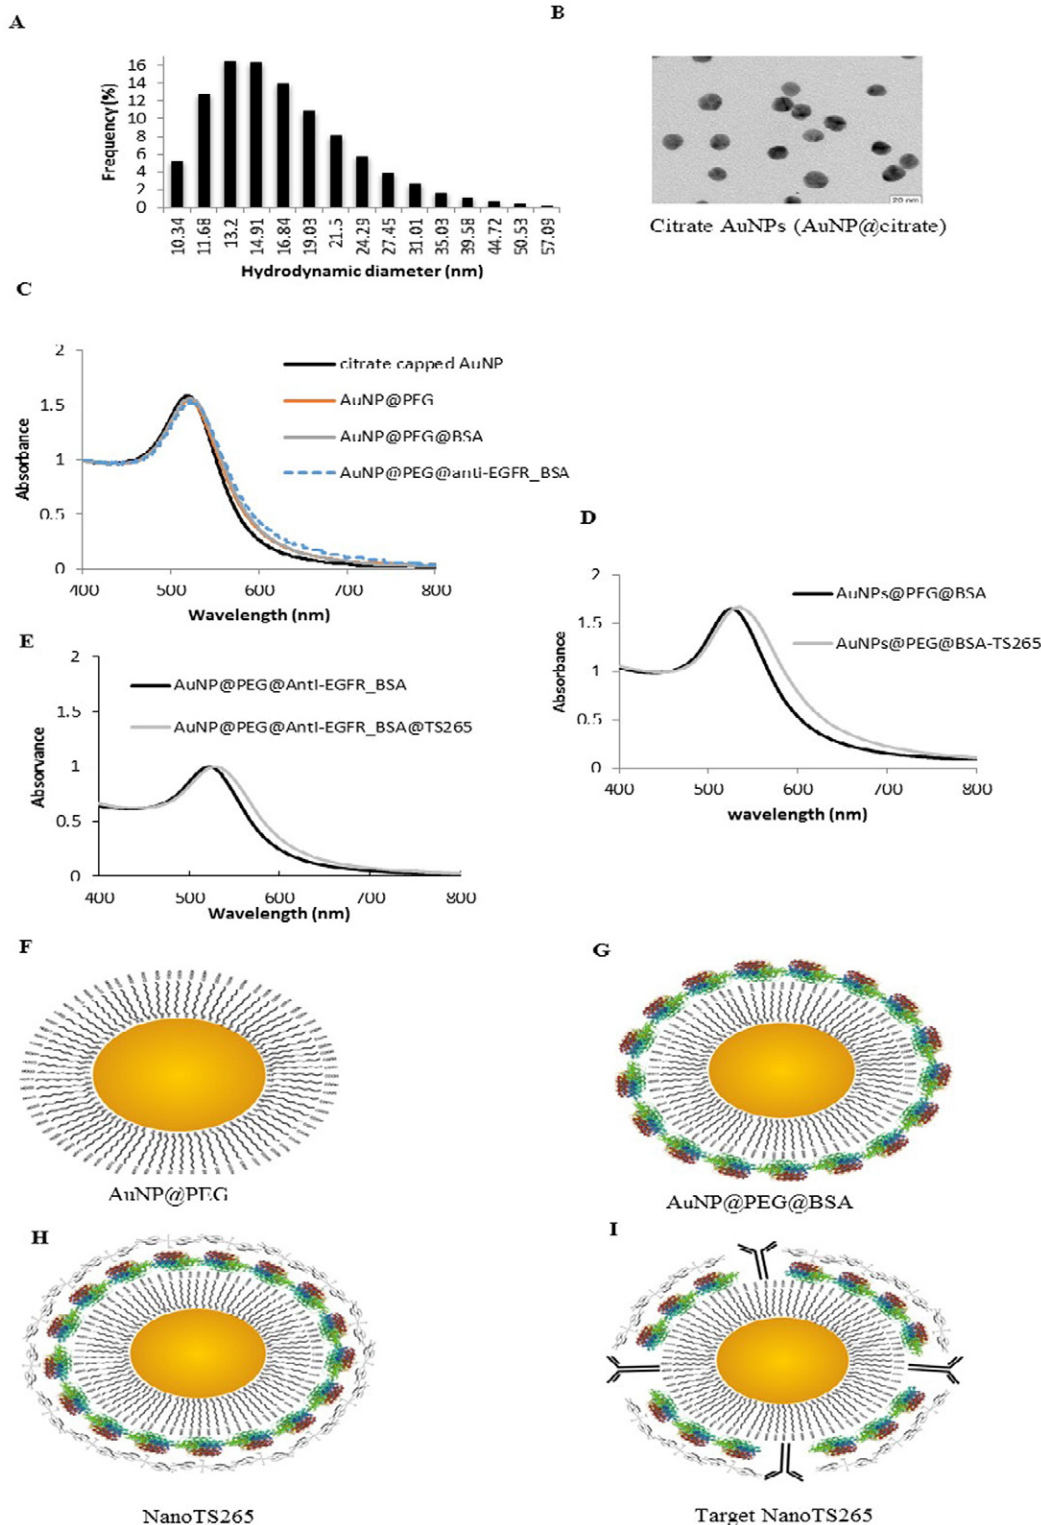 A
B
16
14
12
10
8
6
4
2
0
Frequency (%)
10.34
11.68
13.2
14.91
16.84
19.03
21.5
24.29
27.45
31.01
35.03
39.58
44.72
50.53
57.09
Hydrodynamic diameter (nm)
20 nm
Citrate AuNPs (AuNP@citrate)
C
2
1.5
1
0.5
0
Absorbance
400 500 600 700 800
Wavelength (nm)
citrate capped AuNP
AuNP@PEG
AuNP@PEG@BSA
AuNP@PEG@anti-EGFR_BSA
D
2
1.5
1
0.5
0
Absorbance
400 500 600 700 800
wavelength (nm)
AuNPs@PEG@BSA
AuNPs@PEG@BSA-TS265
E
2
1.5
1
0.5
0
Absorvance
400 500 600 700 800
Wavelength (nm)
AuNP@PEG@Anti-EGFR_BSA
AuNP@PEG@Anti-EGFR_BSA@TS265
F
AuNP@PEG
G
AuNP@PEG@BSA
H
NanoTS265
I
Target NanoTS265